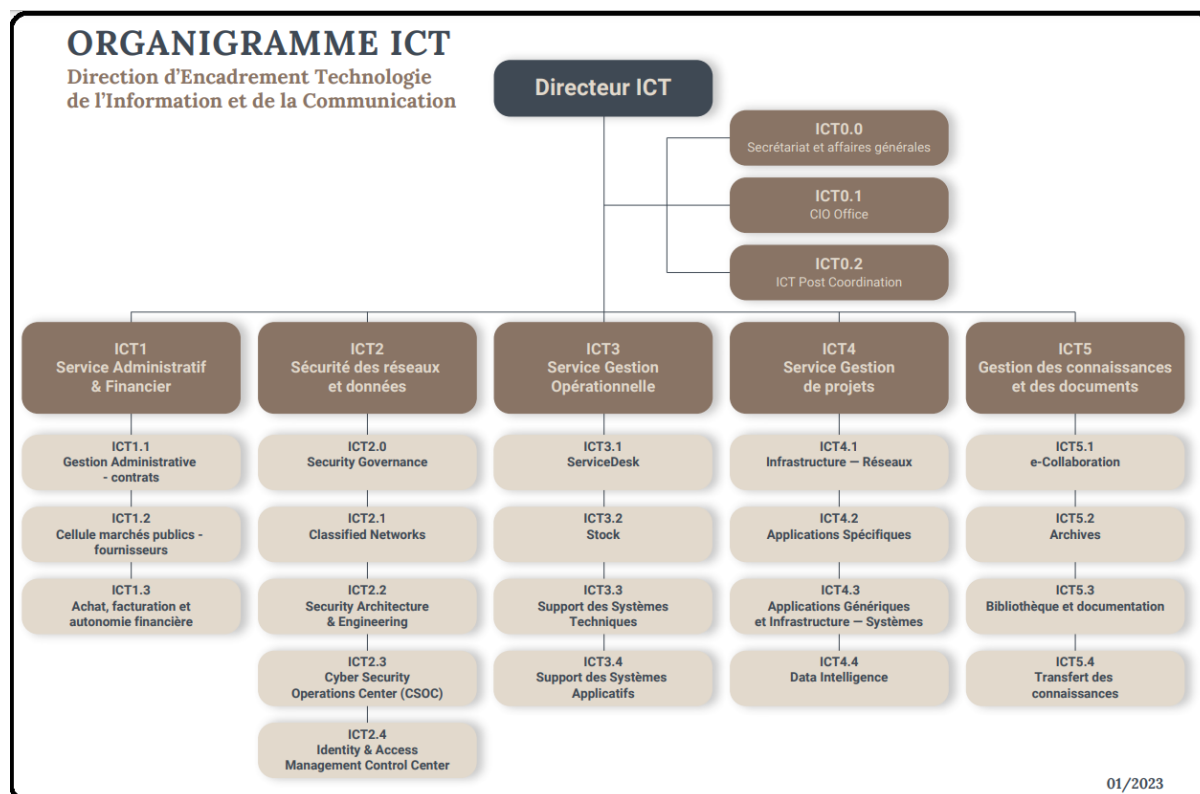 ORGANIGRAMME ICT
Direction d'Encadrement Technologie
de l'Information et de la Communication
Directeur ICT
ICT0.0
Secrétariat et affaires générales
ICT0.1
CIO Office
ICT0.2
ICT Post Coordination
ICT1
Service Administratif
& Financier
ICT1.1
Gestion Administrative
- contrats
ICT1.2
Cellule marchés publics -
fournisseurs
ICT1.3
Achat, facturation et
autonomie financière
ICT2
Sécurité des réseaux
et données
ICT2.0
Security Governance
ICT2.1
Classified Networks
ICT2.2
Security Architecture
& Engineering
ICT2.3
Cyber Security
Operations Center (CSOC)
ICT2.4
Identity & Access
Management Control Center
ICT3
Service Gestion
Opérationnelle
ICT3.1
ServiceDesk
ICT3.2
Stock
ICT3.3
Support des Systèmes
Techniques
ICT3.4
Support des Systèmes
Applicatifs
ICT4
Service Gestion
de projets
ICT4.1
Infrastructure — Réseaux
ICT4.2
Applications Spécifiques
ICT4.3
Applications Génériques
et Infrastructure — Systèmes
ICT4.4
Data Intelligence
ICT5
Gestion des connaissances
et des documents
ICT5.1
e-Collaboration
ICT5.2
Archives
ICT5.3
Bibliothèque et documentation
ICT5.4
Transfert des
connaissances
01/2023